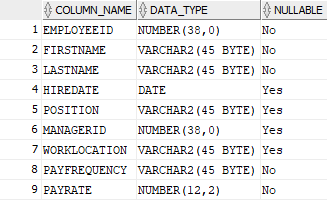 COLUMN_NAME DATA_TYPE NULLABLE
1 EMPLOYEEID NUMBER(38,0) No
2 FIRSTNAME VARCHAR2(45 BYTE) No
3 LASTNAME VARCHAR2(45 BYTE) No
4 HIREDATE DATE Yes
5 POSITION VARCHAR2(45 BYTE) Yes
6 MANAGERID NUMBER(38,0) Yes
7 WORKLOCATION VARCHAR2(45 BYTE) Yes
8 PAYFREQUENCY VARCHAR2(45 BYTE) No
9 PAYRATE NUMBER(12,2) No